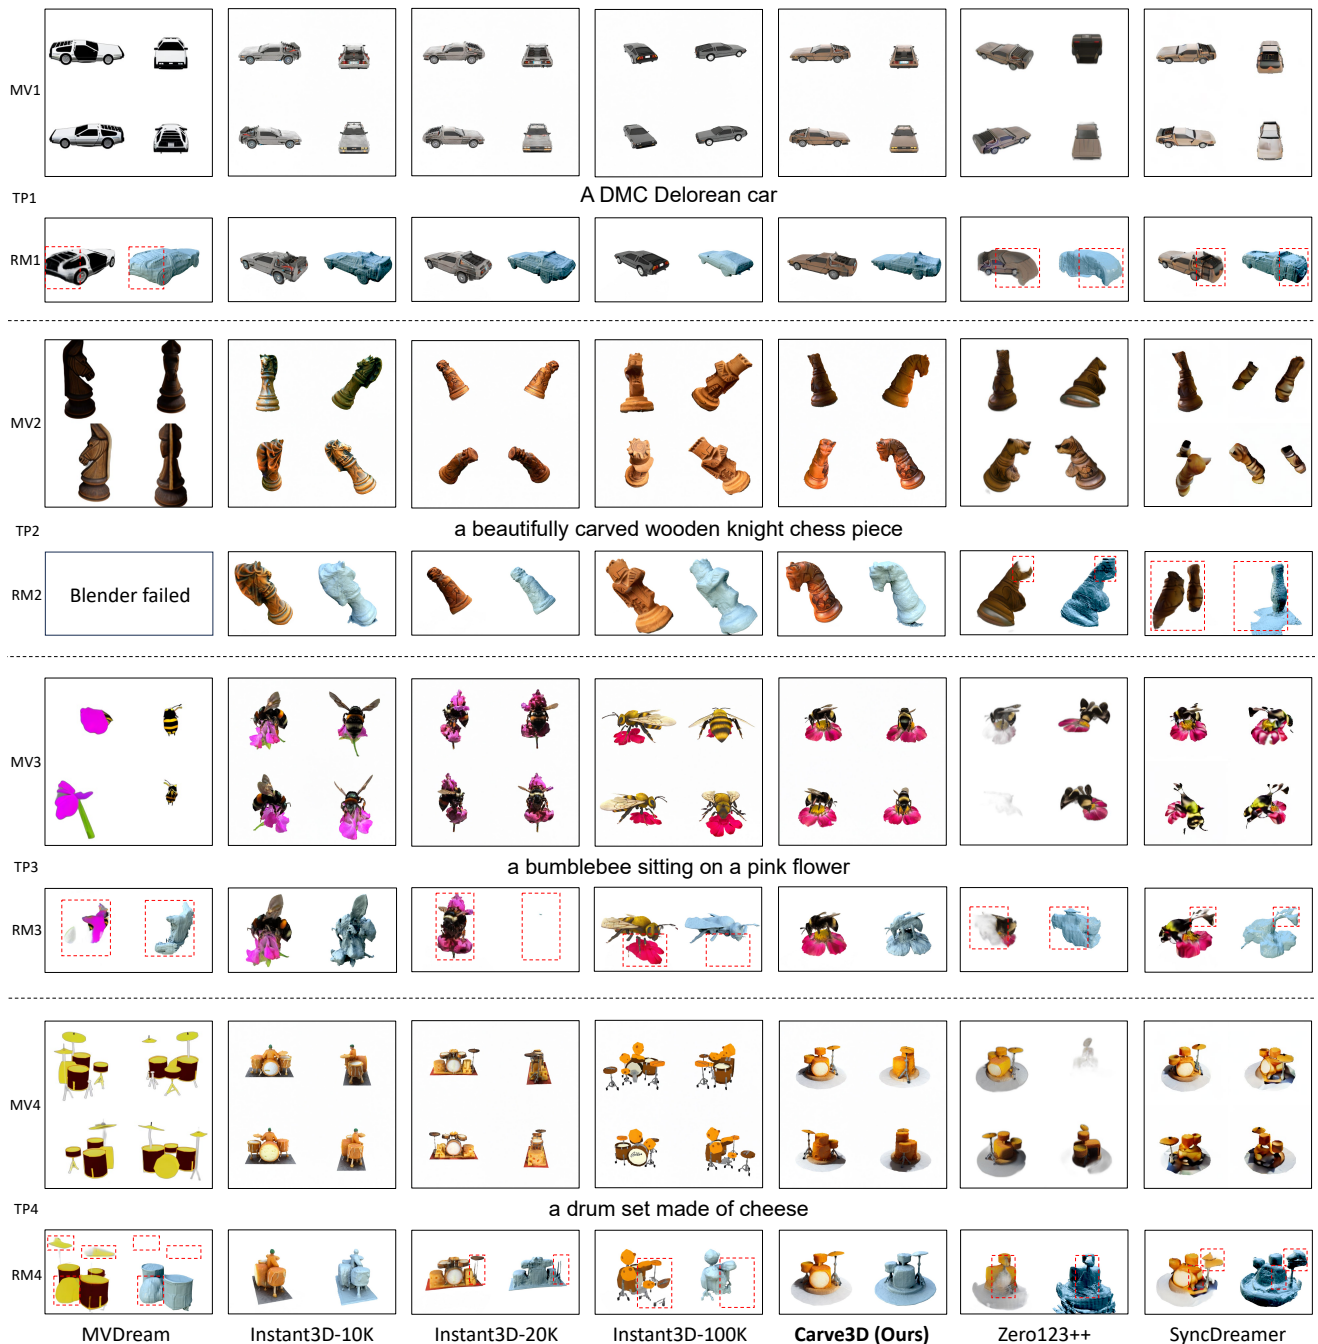 MV1
TP1
A DMC Delorean car
RM1
MV2
TP2
a beautifully carved wooden knight chess piece
RM2
Blender failed
MV3
TP3
a bumblebee sitting on a pink flower
RM3
MV4
TP4
a drum set made of cheese
RM4
MVDream Instant3D-10K Instant3D-20K Instant3D-100K Carve3D (Ours) Zero123++ SyncDreamer